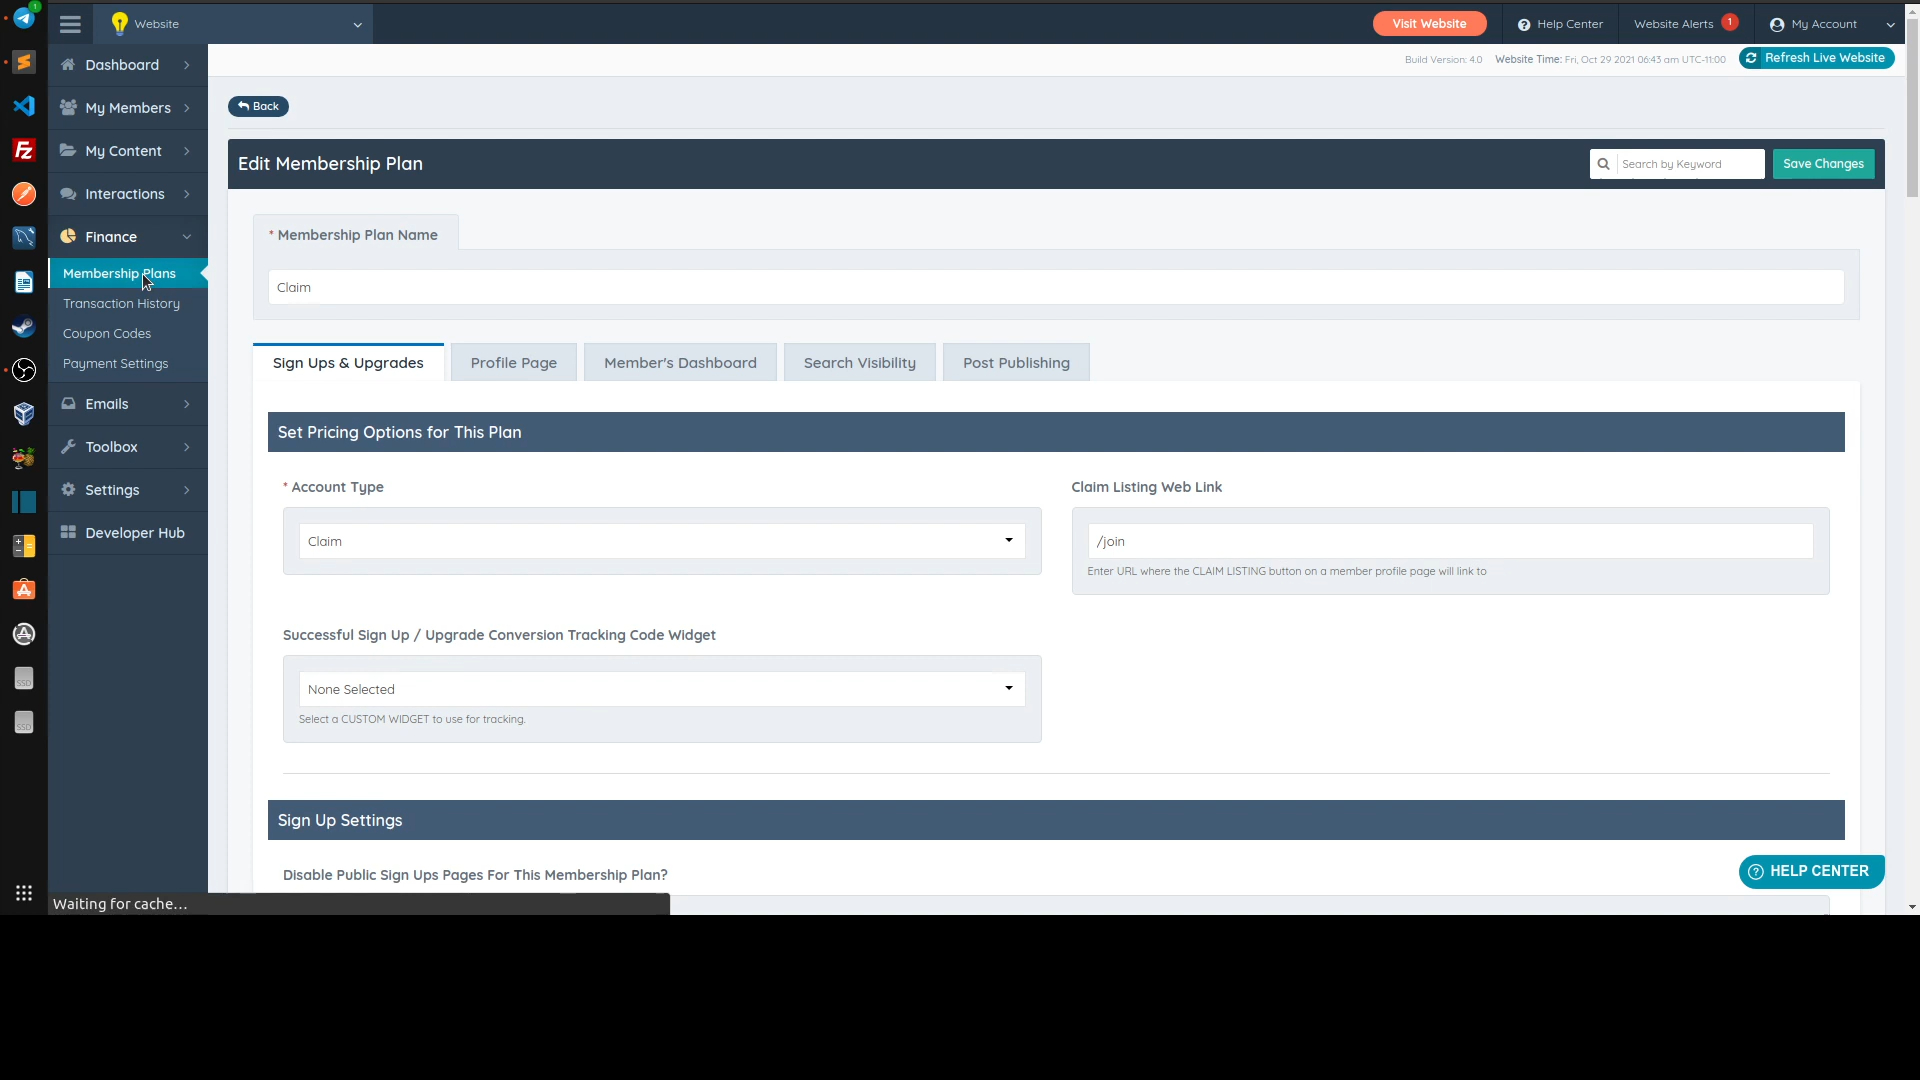 1
Website
Visit Website
Help Center
Website Alerts 1
My Account
Build Version: 4.0
Website Time: Fri, Oct 29 2021 06:43 am UTC-11:00
Refresh Live Website
Dashboard
My Members
My Content
Interactions
Finance
Membership Plans
Transaction History
Coupon Codes
Payment Settings
Emails
Toolbox
Settings
Developer Hub
Back
Edit Membership Plan
Search by Keyword
Save Changes
* Membership Plan Name
Claim
Sign Ups & Upgrades
Profile Page
Member's Dashboard
Search Visibility
Post Publishing
Set Pricing Options for This Plan
* Account Type
Claim
Claim Listing Web Link
/join
Enter URL where the CLAIM LISTING button on a member profile page will link to
Successful Sign Up / Upgrade Conversion Tracking Code Widget
None Selected
Select a CUSTOM WIDGET to use for tracking.
Sign Up Settings
Disable Public Sign Ups Pages For This Membership Plan?
HELP CENTER
Waiting for cache...
Fz
SSD
SSD